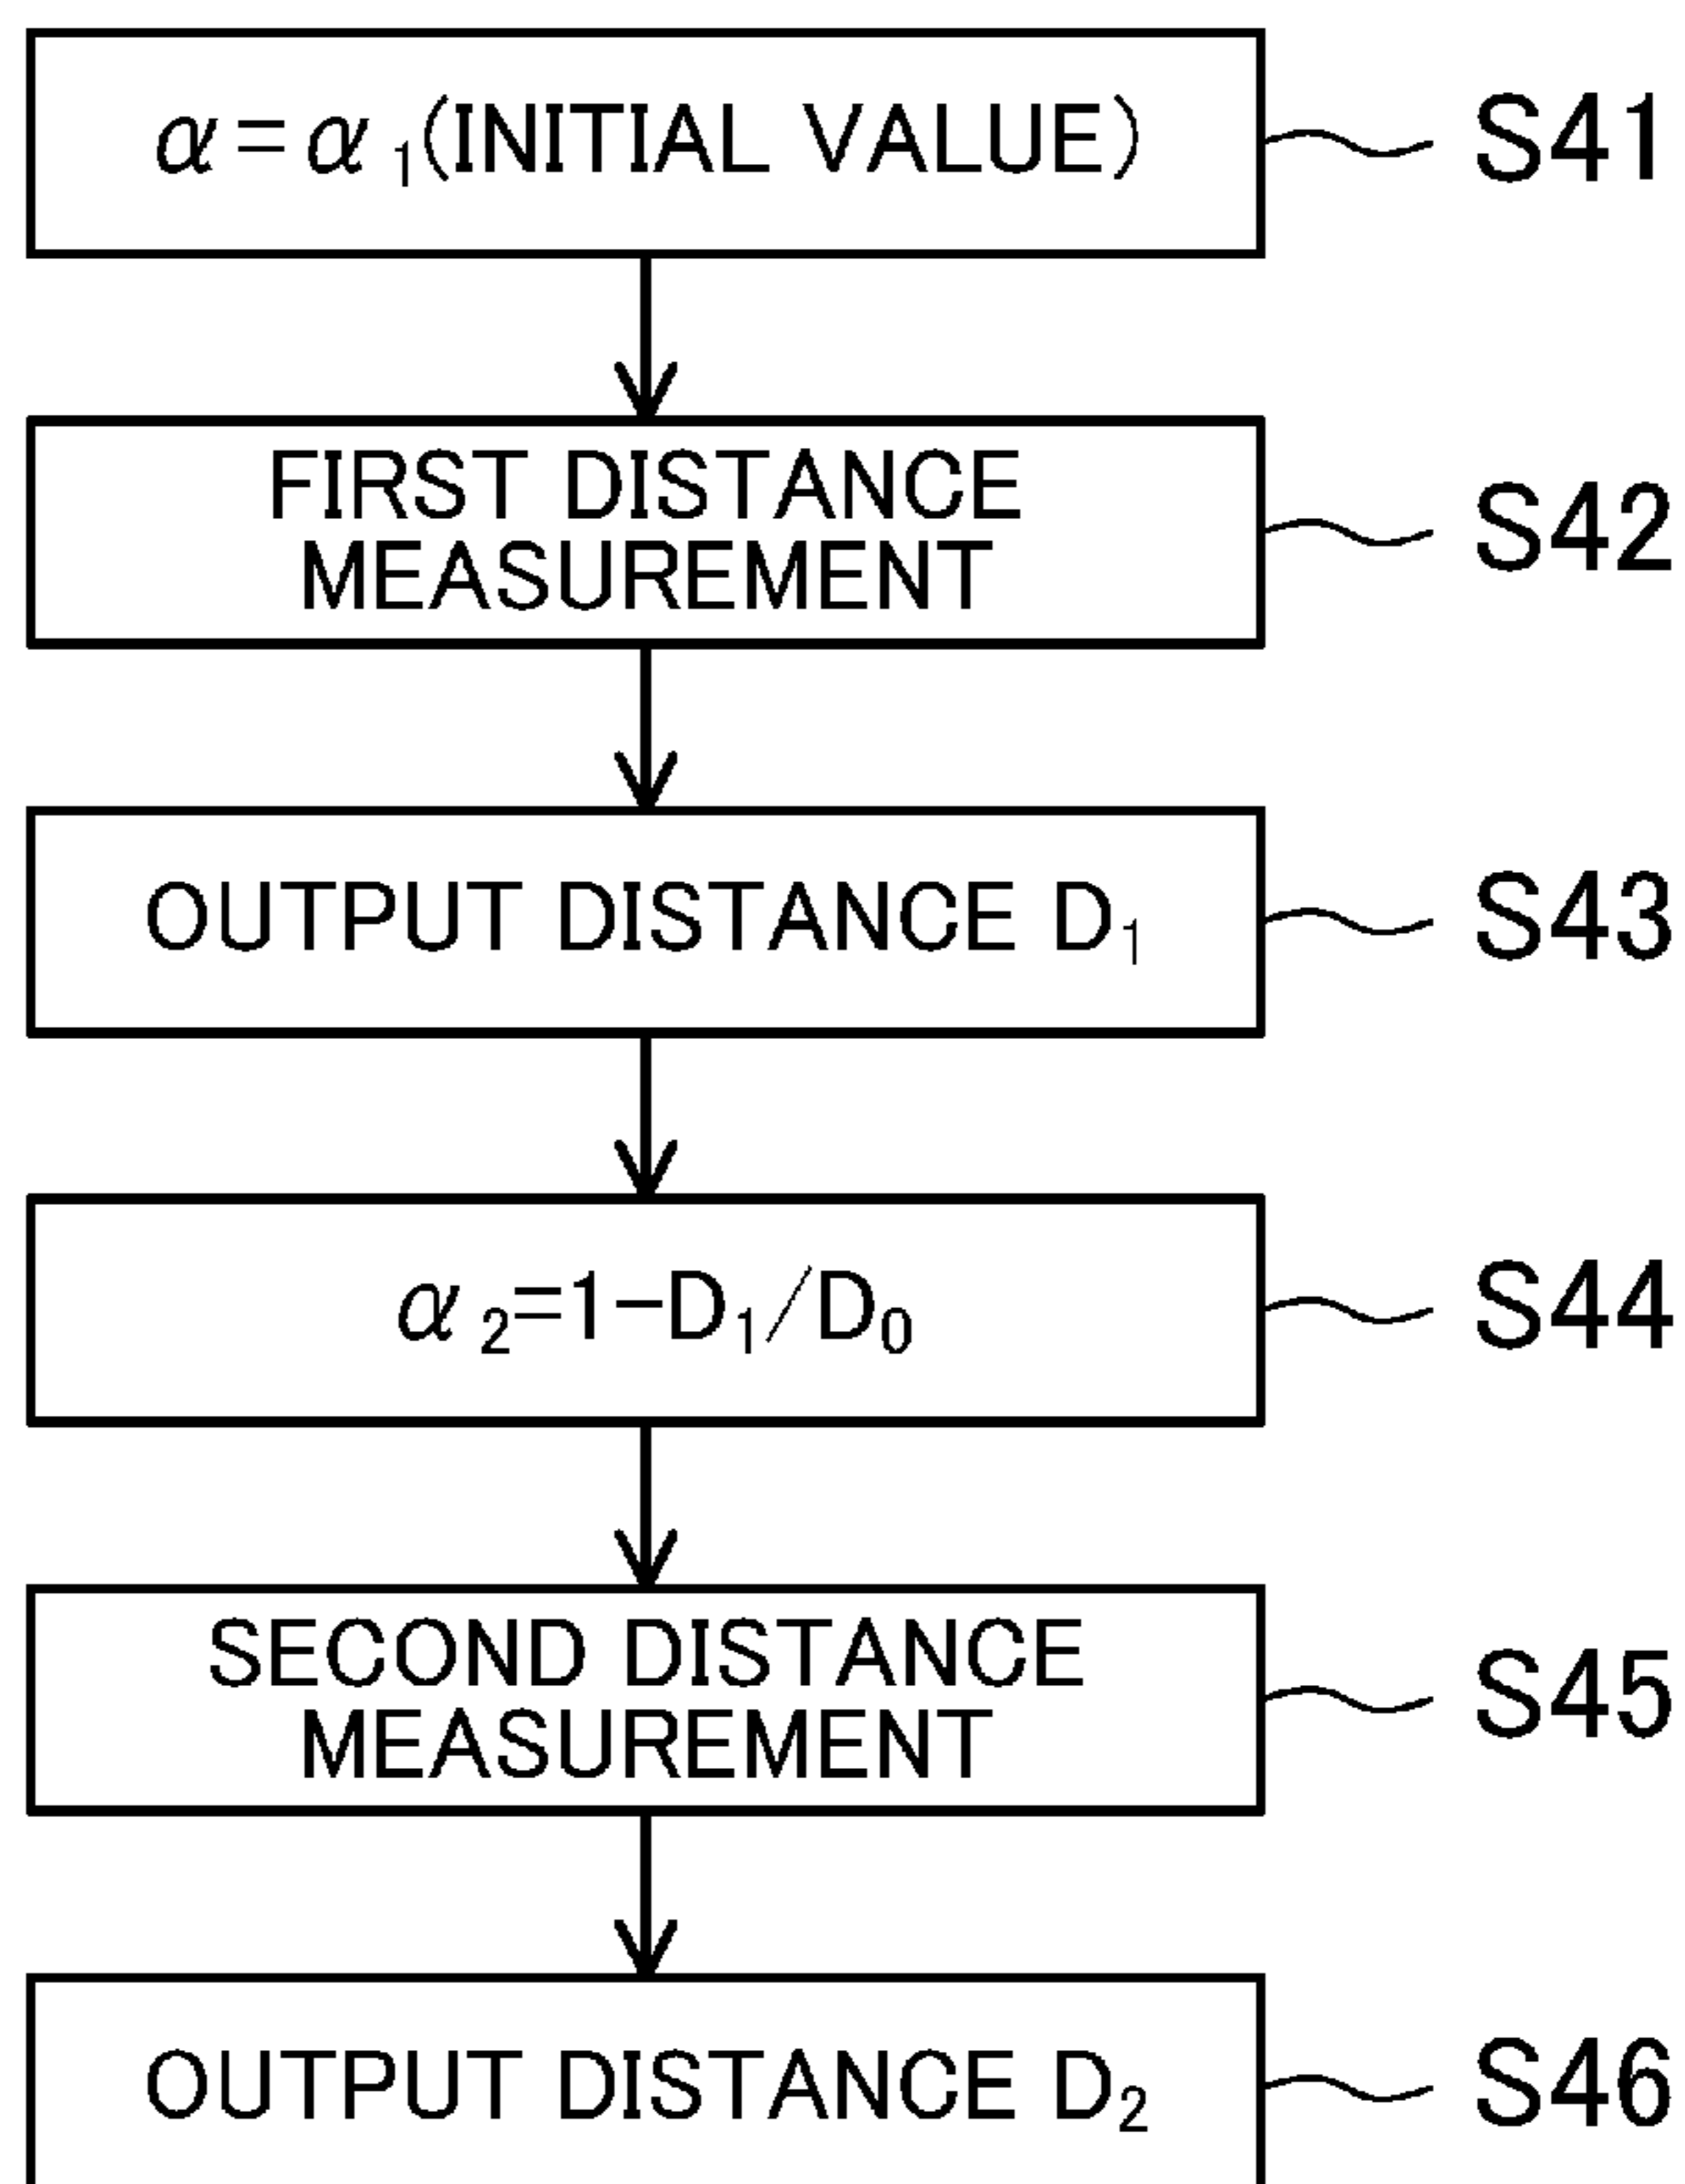 α=α₁(INITIAL VALUE)
S41
FIRST DISTANCE
MEASUREMENT
S42
OUTPUT DISTANCE D₁
S43
α₂=1-D₁/D₀
S44
SECOND DISTANCE
MEASUREMENT
S45
OUTPUT DISTANCE D₂
S46